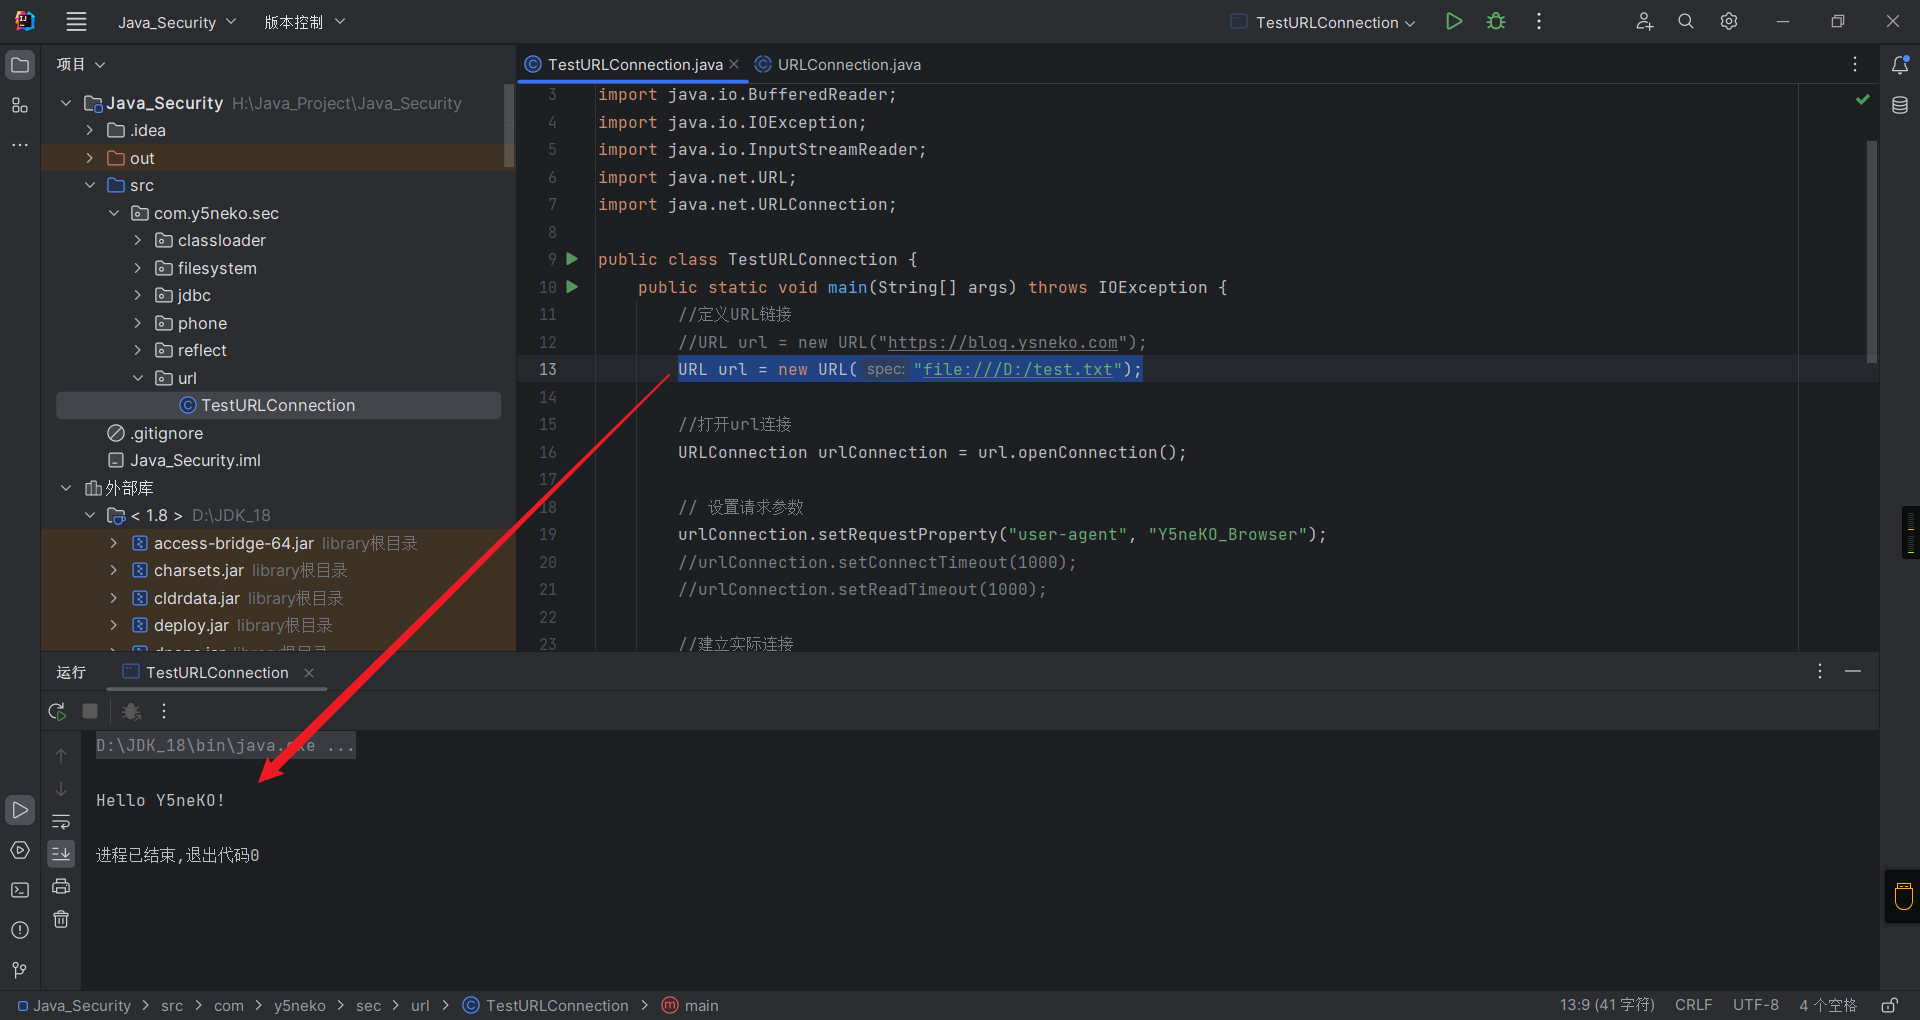 Java_Security
版本控制
TestURLConnection
项目
Java_Security H:\Java_Project\Java_Security
.idea
out
src
com.y5neko.sec
classloader
filesystem
jdbc
phone
reflect
url
TestURLConnection
.gitignore
Java_Security.iml
外部库
< 1.8 > D:\JDK_18
access-bridge-64.jar library根目录
charsets.jar library根目录
cldrdata.jar library根目录
deploy.jar library根目录
TestURLConnection.java
URLConnection.java
3 import java.io.BufferedReader;
4 import java.io.IOException;
5 import java.io.InputStreamReader;
6 import java.net.URL;
7 import java.net.URLConnection;
8
9 public class TestURLConnection {
10 public static void main(String[] args) throws IOException {
11 //定义URL链接
12 //URL url = new URL("https://blog.ysneko.com");
13 URL url = new URL( spec: "file:///D:/test.txt");
14
15 //打开url连接
16 URLConnection urlConnection = url.openConnection();
17
18 // 设置请求参数
19 urlConnection.setRequestProperty("user-agent", "Y5neKO_Browser");
20 //urlConnection.setConnectTimeout(1000);
21 //urlConnection.setReadTimeout(1000);
22
23 //建立实际连接
运行
TestURLConnection
D:\JDK_18\bin\java.exe ...
Hello Y5neKO!
进程已结束,退出代码0
Java_Security > src > com > y5neko > sec > url > TestURLConnection > main
13:9 (41 字符) CRLF UTF-8 4 个空格